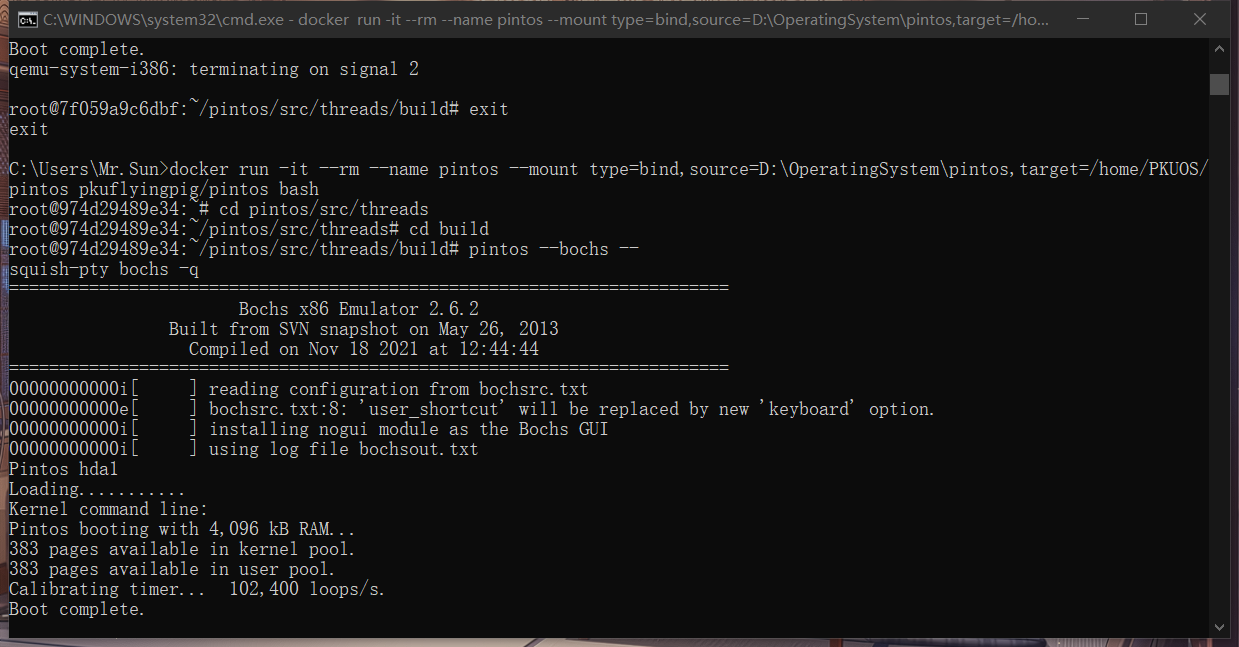 C:\WINDOWS\system32\cmd.exe - docker run -it --rm --name pintos --mount type=bind,source=D:\OperatingSystem\pintos,target=/ho...
Boot complete.
qemu-system-i386: terminating on signal 2
root@7f059a9c6dbf:~/pintos/src/threads/build# exit
exit
C:\Users\Mr.Sun>docker run -it --rm --name pintos --mount type=bind,source=D:\OperatingSystem\pintos,target=/home/PKUOS/
pintos pkuflyingpig/pintos bash
root@974d29489e34:~# cd pintos/src/threads
root@974d29489e34:~/pintos/src/threads# cd build
root@974d29489e34:~/pintos/src/threads/build# pintos --bochs --
squish-pty bochs -q
========================================================================
Bochs x86 Emulator 2.6.2
Built from SVN snapshot on May 26, 2013
Compiled on Nov 18 2021 at 12:44:44
========================================================================
00000000000i[     ] reading configuration from bochsrc.txt
00000000000e[     ] bochsrc.txt:8: 'user_shortcut' will be replaced by new 'keyboard' option.
00000000000i[     ] installing nogui module as the Bochs GUI
00000000000i[     ] using log file bochsout.txt
Pintos hda1
Loading...........
Kernel command line:
Pintos booting with 4,096 kB RAM...
383 pages available in kernel pool.
383 pages available in user pool.
Calibrating timer...  102,400 loops/s.
Boot complete.